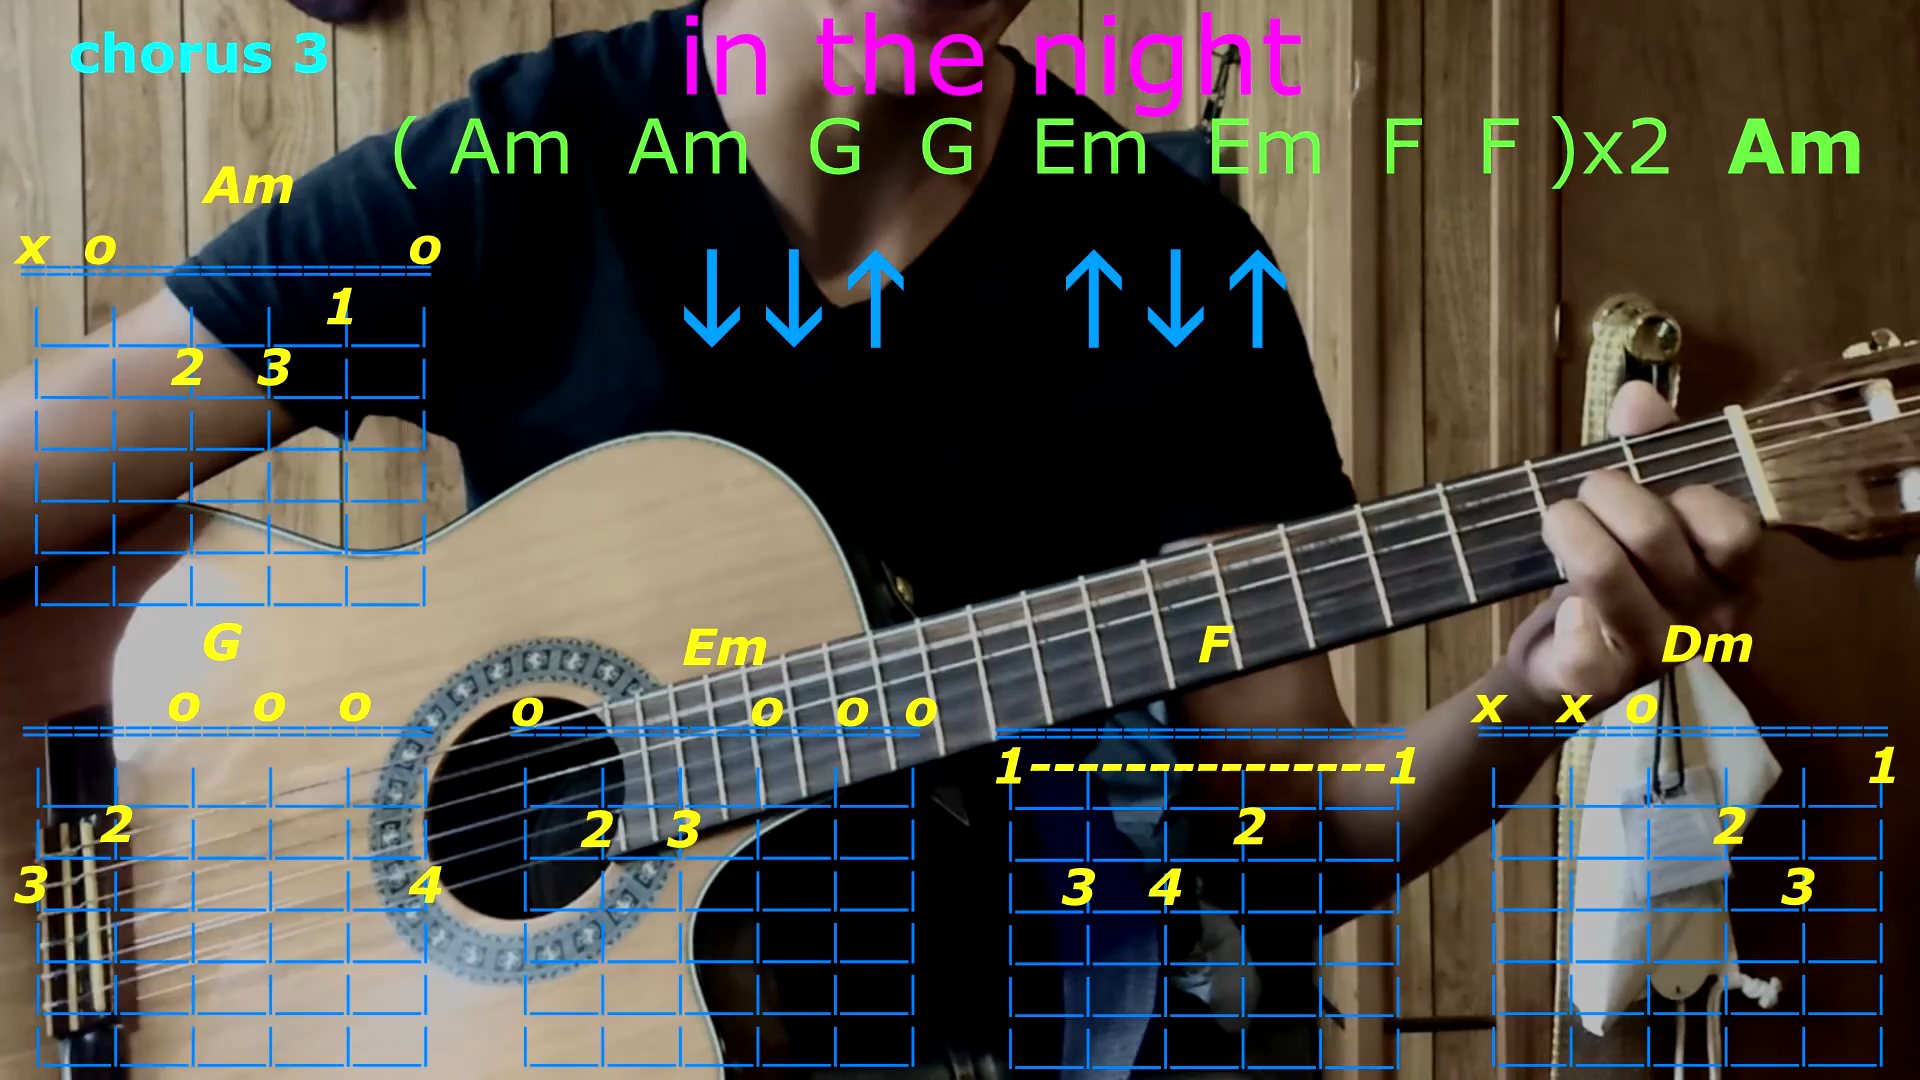 chorus 3
in the night
( Am Am G G Em Em F F )x2 Am
↓↓↑ ↑↓↑
Am
x o o
1
2 3
G Em F Dm
o o o o o o o x x o
1---------------1 1
2 2 3 2 2
3 4 3 4 3